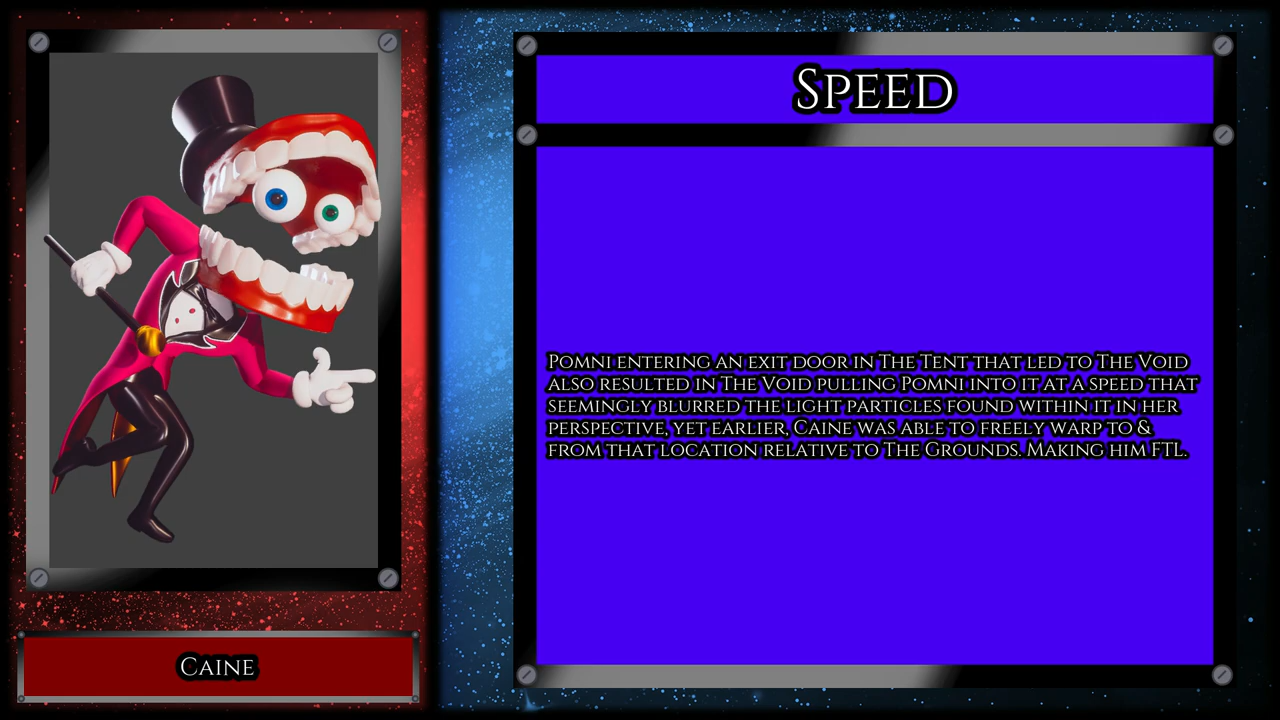 Speed
Pomni entering an exit door in The Tent that led to The Void
also resulted in The Void pulling Pomni into it at a speed that
seemingly blurred the light particles found within it in her
perspective, yet earlier, Caine was able to freely warp to &
from that location relative to The Grounds. Making him FTL.
Caine